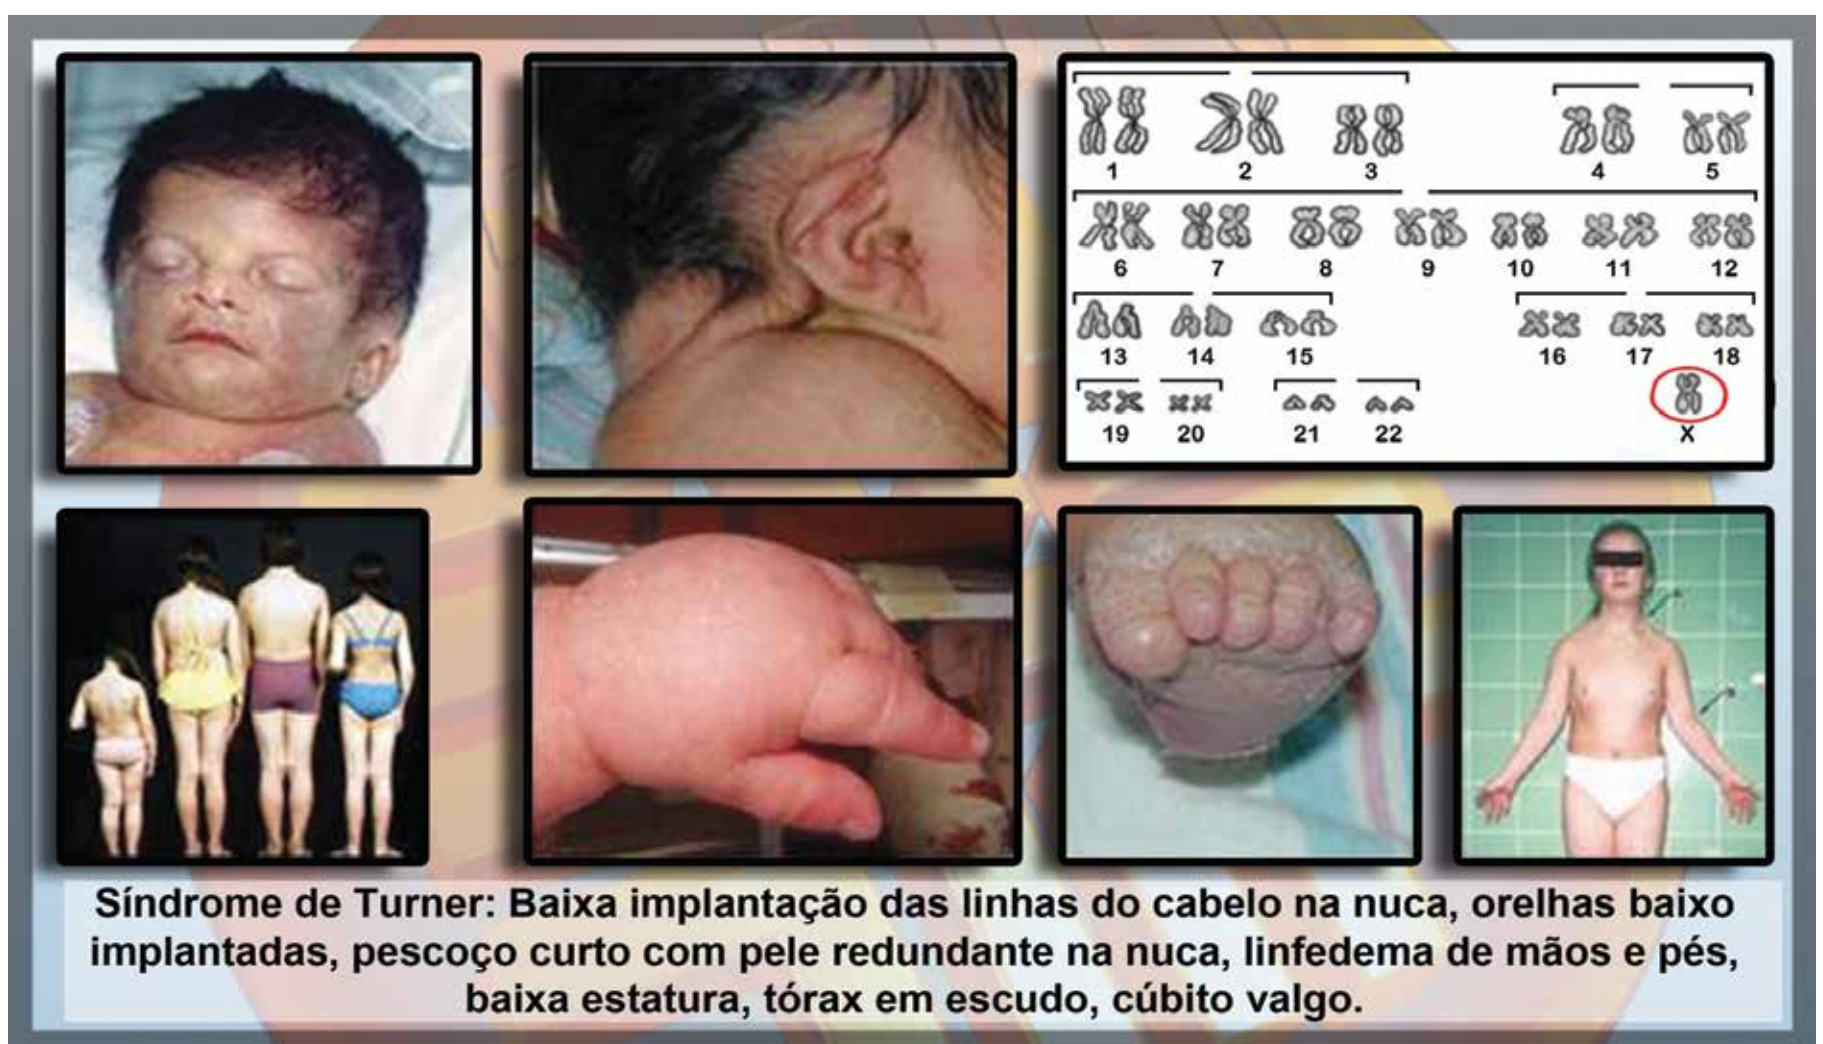 1 2 3 4 5
6 7 8 9 10 11 12
13 14 15 16 17 18
19 20 21 22 X
Síndrome de Turner: Baixa implantação das linhas do cabelo na nuca, orelhas baixo
implantadas, pescoço curto com pele redundante na nuca, linfedema de mãos e pés,
baixa estatura, tórax em escudo, cúbito valgo.